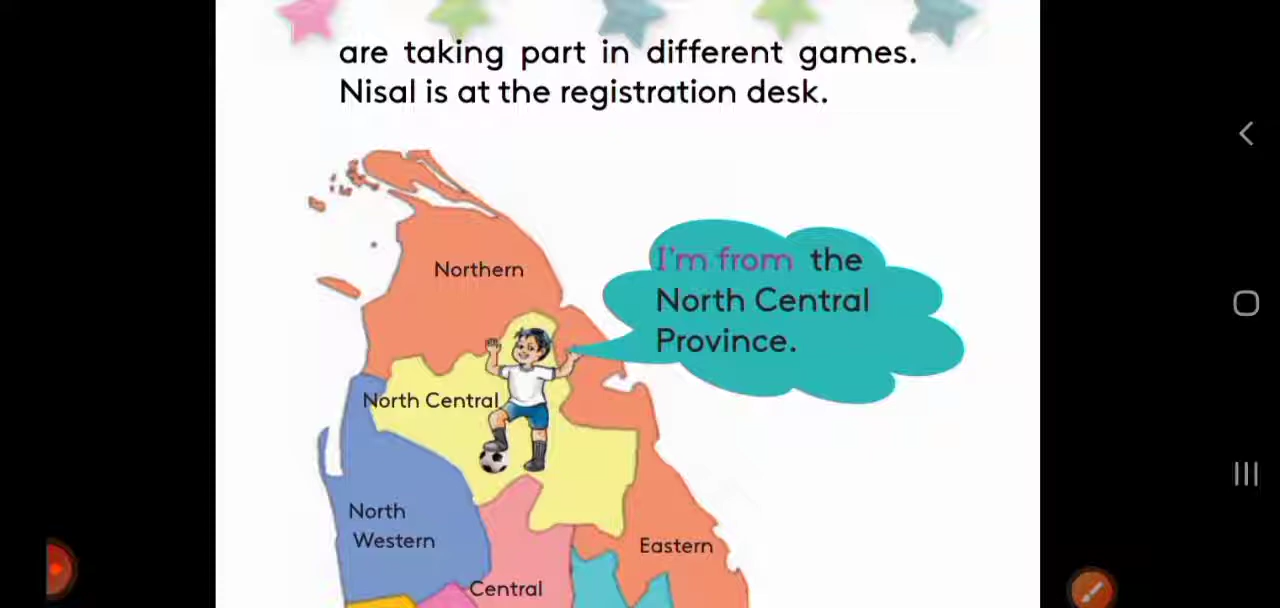 are taking part in different games.
Nisal is at the registration desk.
I'm from the
North Central
Province.
Northern
North Central
North
Western
Eastern
Central